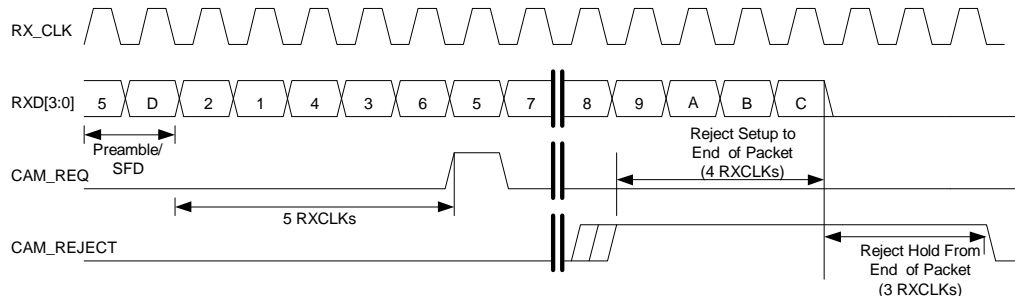 RX_CLK
RXD[3:0]
5 D 2 1 4 3 6 5 7 8 9 A B C
Preamble/
SFD
Reject Setup to
End of Packet
(4 RXCLKs)
CAM_REQ
5 RXCLKs
CAM_REJECT
Reject Hold From
End of Packet
(3 RXCLKs)